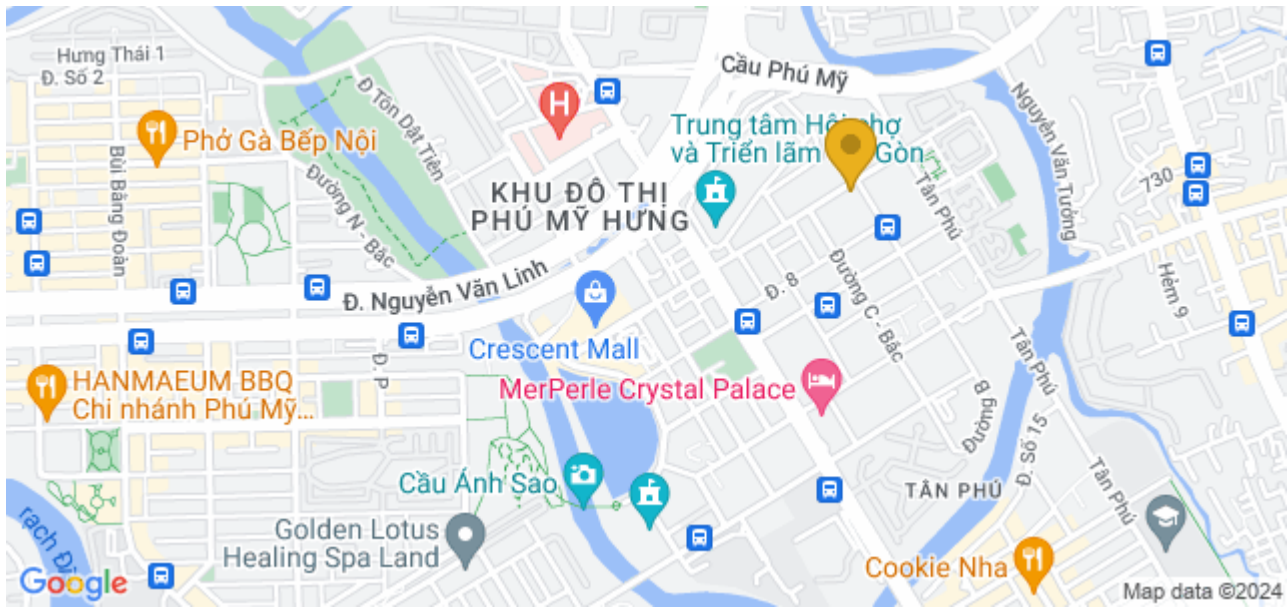 Hưng Thái 1
Đ. Số 2
Cầu Phú Mỹ
Nguyễn Văn Tưởng
Đ Tôn Dật Tiên
H
Phở Gà Bếp Nội
Bùi Bằng Đoàn
Trung tâm Hội chợ
và Triển lãm Gòn
Tân Phú
730
KHU ĐÔ THỊ
PHÚ MỸ HƯNG
Đường N - Bắc
Đ. Nguyễn Văn Linh
Đ. 8
Đường C - Bắc
Hẻm 9
Crescent Mall
Đ. P
Tân Phú
HANMAEUM BBQ
Chi nhánh Phú Mỹ...
MerPerle Crystal Palace
Đường B
Đ. Số 15
Cầu Ánh Sao
TÂN PHÚ
Tân Phú
rạch
Golden Lotus
Healing Spa Land
Cookie Nha
Google
Map data ©2024